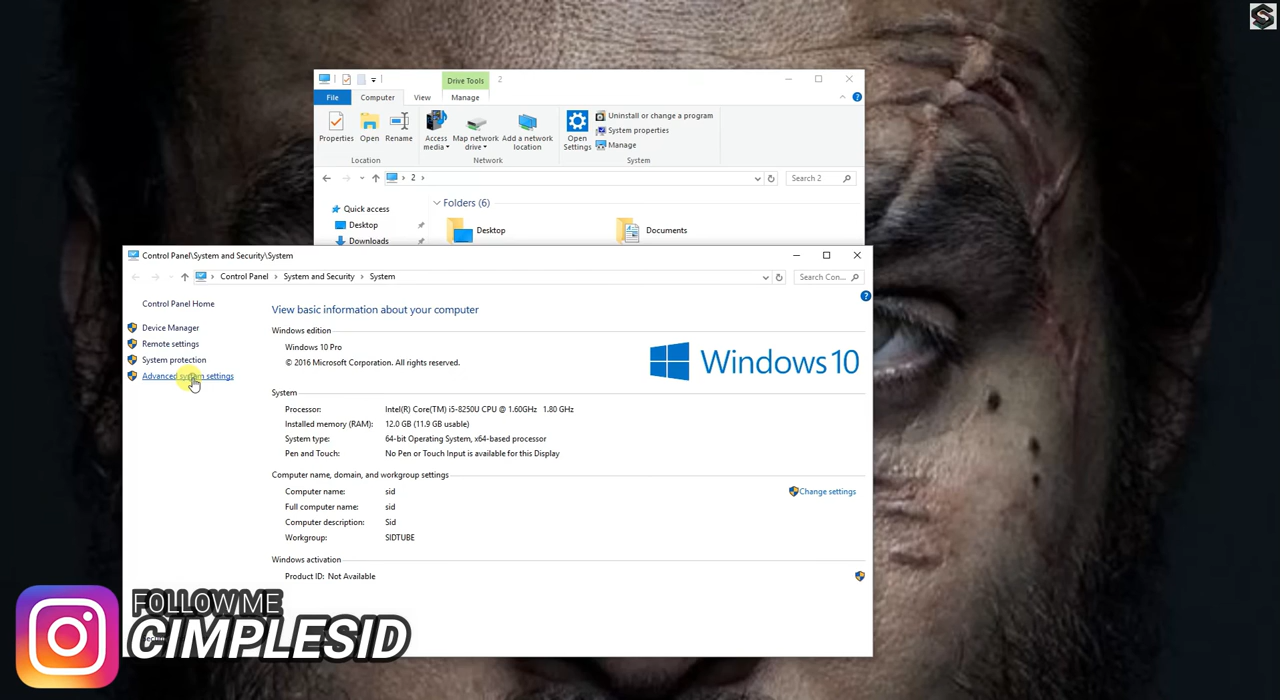 Drive Tools
2
File
Computer
View
Manage
Properties
Open
Rename
Access media
Map network drive
Add a network location
Open Settings
Uninstall or change a program
System properties
Manage
Location
Network
System
2
Search 2
Quick access
Desktop
Downloads
Folders (6)
Desktop
Documents
Control Panel\System and Security\System
Control Panel
System and Security
System
Search Con...
Control Panel Home
Device Manager
Remote settings
System protection
Advanced system settings
View basic information about your computer
Windows edition
Windows 10 Pro
© 2016 Microsoft Corporation. All rights reserved.
Windows 10
System
Processor: Intel(R) Core(TM) i5-8250U CPU @ 1.60GHz 1.80 GHz
Installed memory (RAM): 12.0 GB (11.9 GB usable)
System type: 64-bit Operating System, x64-based processor
Pen and Touch: No Pen or Touch Input is available for this Display
Computer name, domain, and workgroup settings
Computer name: sid
Change settings
Full computer name: sid
Computer description: Sid
Workgroup: SIDTUBE
Windows activation
Product ID: Not Available
FOLLOW ME
CIMPLESID